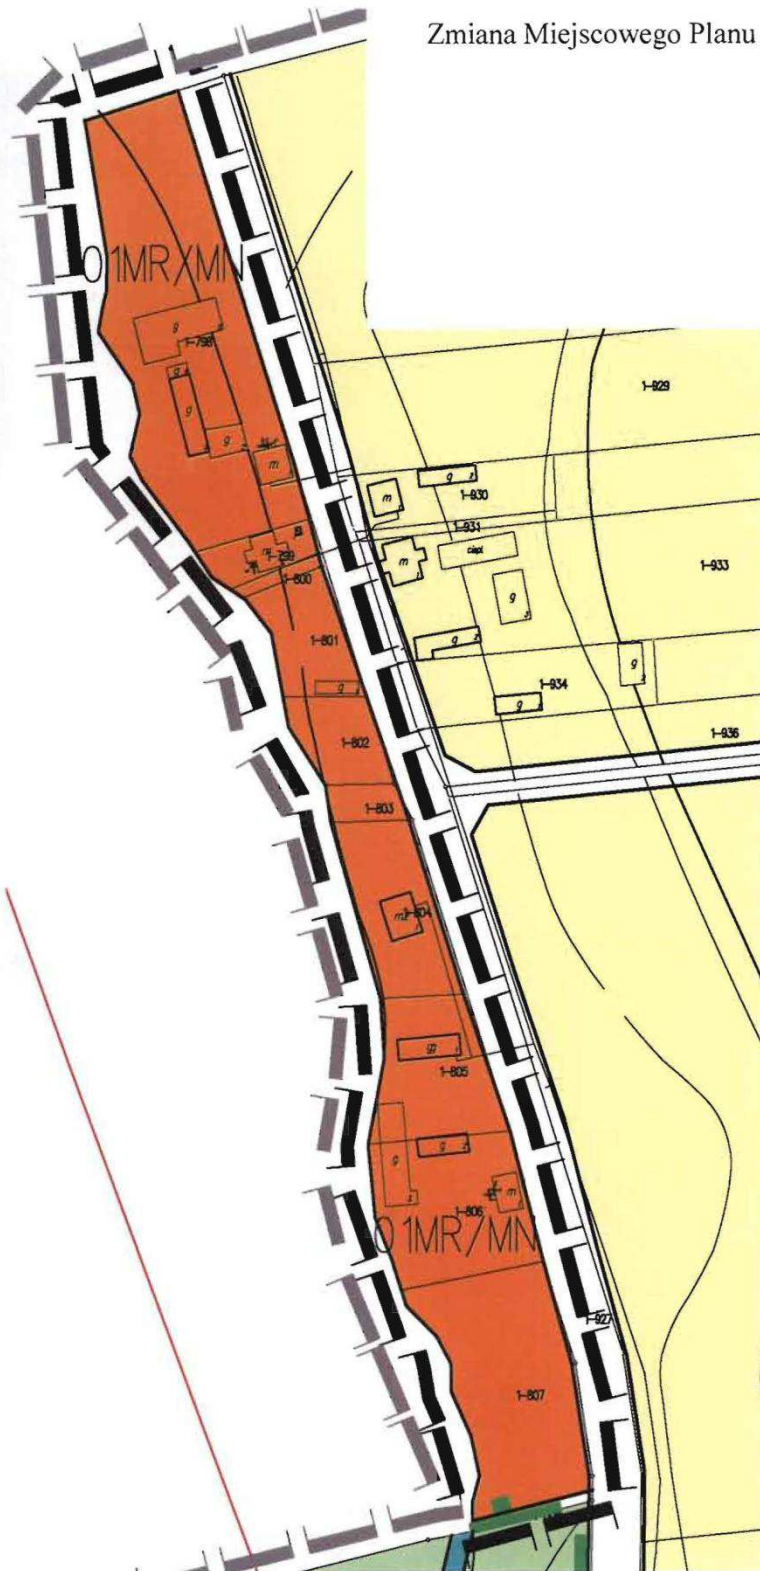 Zmiana Miejscowego Planu
01MR/MN
g
1-798
g
g
g
m
1-929
g
1-930
m
1-931
ciepl
m
1-799
1-800
1-933
g
1-801
g
g
g
g
1-934
1-802
1-936
1-803
1-804
gp
1-805
g
g
m
1-806
01MR/MN
1-927
1-807